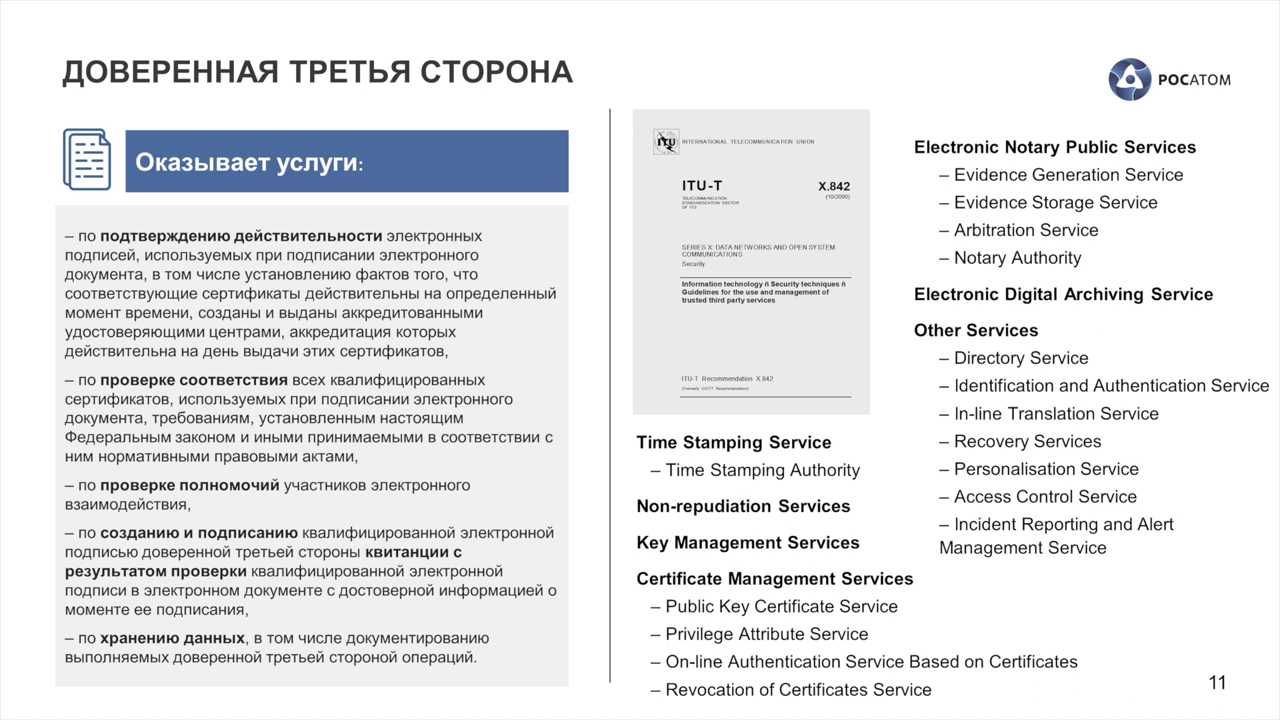 ДОВЕРЕННАЯ ТРЕТЬЯ СТОРОНА
РОСАТОМ
Оказывает услуги:
– по подтверждению действительности электронных
подписей, используемых при подписании электронного
документа, в том числе установлению фактов того, что
соответствующие сертификаты действительны на определенный
момент времени, созданы и выданы аккредитованными
удостоверяющими центрами, аккредитация которых
действительна на день выдачи этих сертификатов,
– по проверке соответствия всех квалифицированных
сертификатов, используемых при подписании электронного
документа, требованиям, установленным настоящим
Федеральным законом и иными принимаемыми в соответствии с
ним нормативными правовыми актами,
– по проверке полномочий участников электронного
взаимодействия,
– по созданию и подписанию квалифицированной электронной
подписью доверенной третьей стороны квитанции с
результатом проверки квалифицированной электронной
подписи в электронном документе с достоверной информацией о
моменте ее подписания,
– по хранению данных, в том числе документированию
выполняемых доверенной третьей стороной операций.
ITU
INTERNATIONAL TELECOMMUNICATION UNION
ITU-T
X.842
TELECOMMUNICATION
STANDARDIZATION SECTOR
OF ITU
(10/2000)
SERIES X: DATA NETWORKS AND OPEN SYSTEM
COMMUNICATIONS
Security
Information technology ñ Security techniques ñ
Guidelines for the use and management of
trusted third party services
ITU-T Recommendation X.842
(Formerly CCITT Recommendation)
Time Stamping Service
– Time Stamping Authority
Non-repudiation Services
Key Management Services
Certificate Management Services
– Public Key Certificate Service
– Privilege Attribute Service
– On-line Authentication Service Based on Certificates
– Revocation of Certificates Service
Electronic Notary Public Services
– Evidence Generation Service
– Evidence Storage Service
– Arbitration Service
– Notary Authority
Electronic Digital Archiving Service
Other Services
– Directory Service
– Identification and Authentication Service
– In-line Translation Service
– Recovery Services
– Personalisation Service
– Access Control Service
– Incident Reporting and Alert
Management Service
11